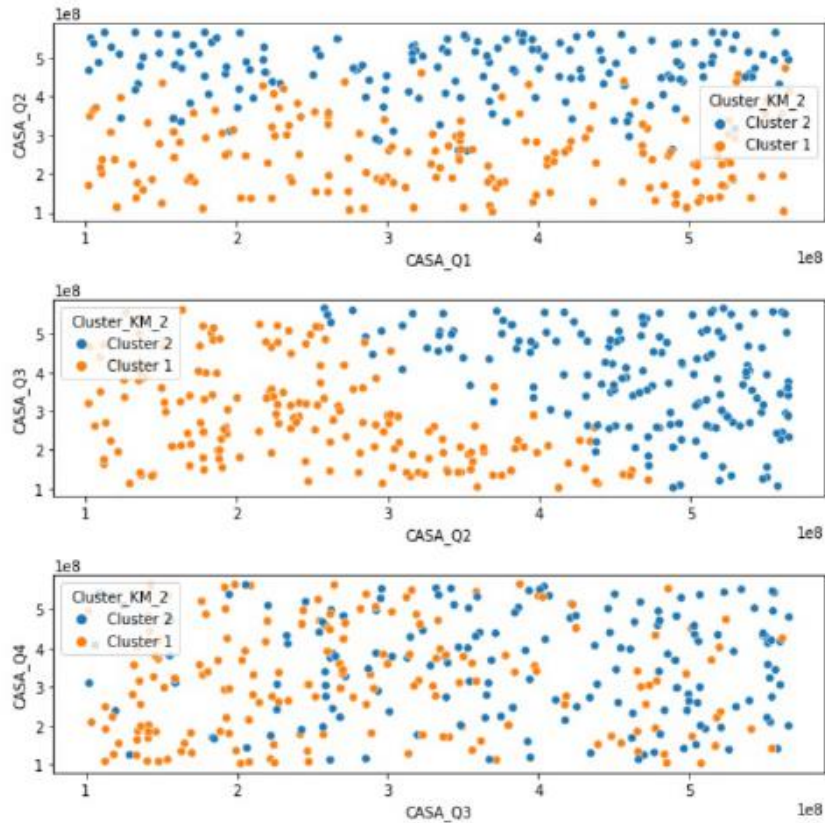 1e8
5
4
3
2
1
CASA_Q2
Cluster_KM_2
Cluster 2
Cluster 1
1 2 3 4 5
1e8
CASA_Q1
1e8
5
4
3
2
1
CASA_Q3
Cluster_KM_2
Cluster 2
Cluster 1
1 2 3 4 5
1e8
CASA_Q2
1e8
5
4
3
2
1
CASA_Q4
Cluster_KM_2
Cluster 2
Cluster 1
1 2 3 4 5
1e8
CASA_Q3